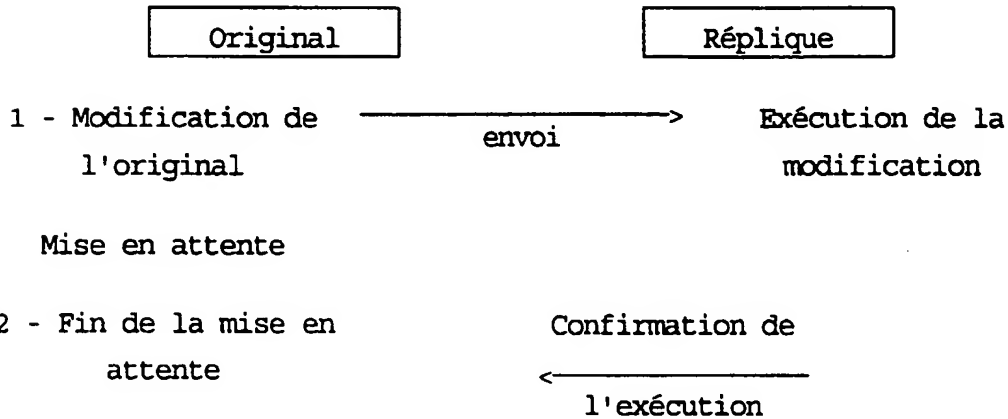 Original Réplique
1 - Modification de
l'original
envoi
Exécution de la
modification
Mise en attente
2 - Fin de la mise en
attente
Confirmation de
l'exécution